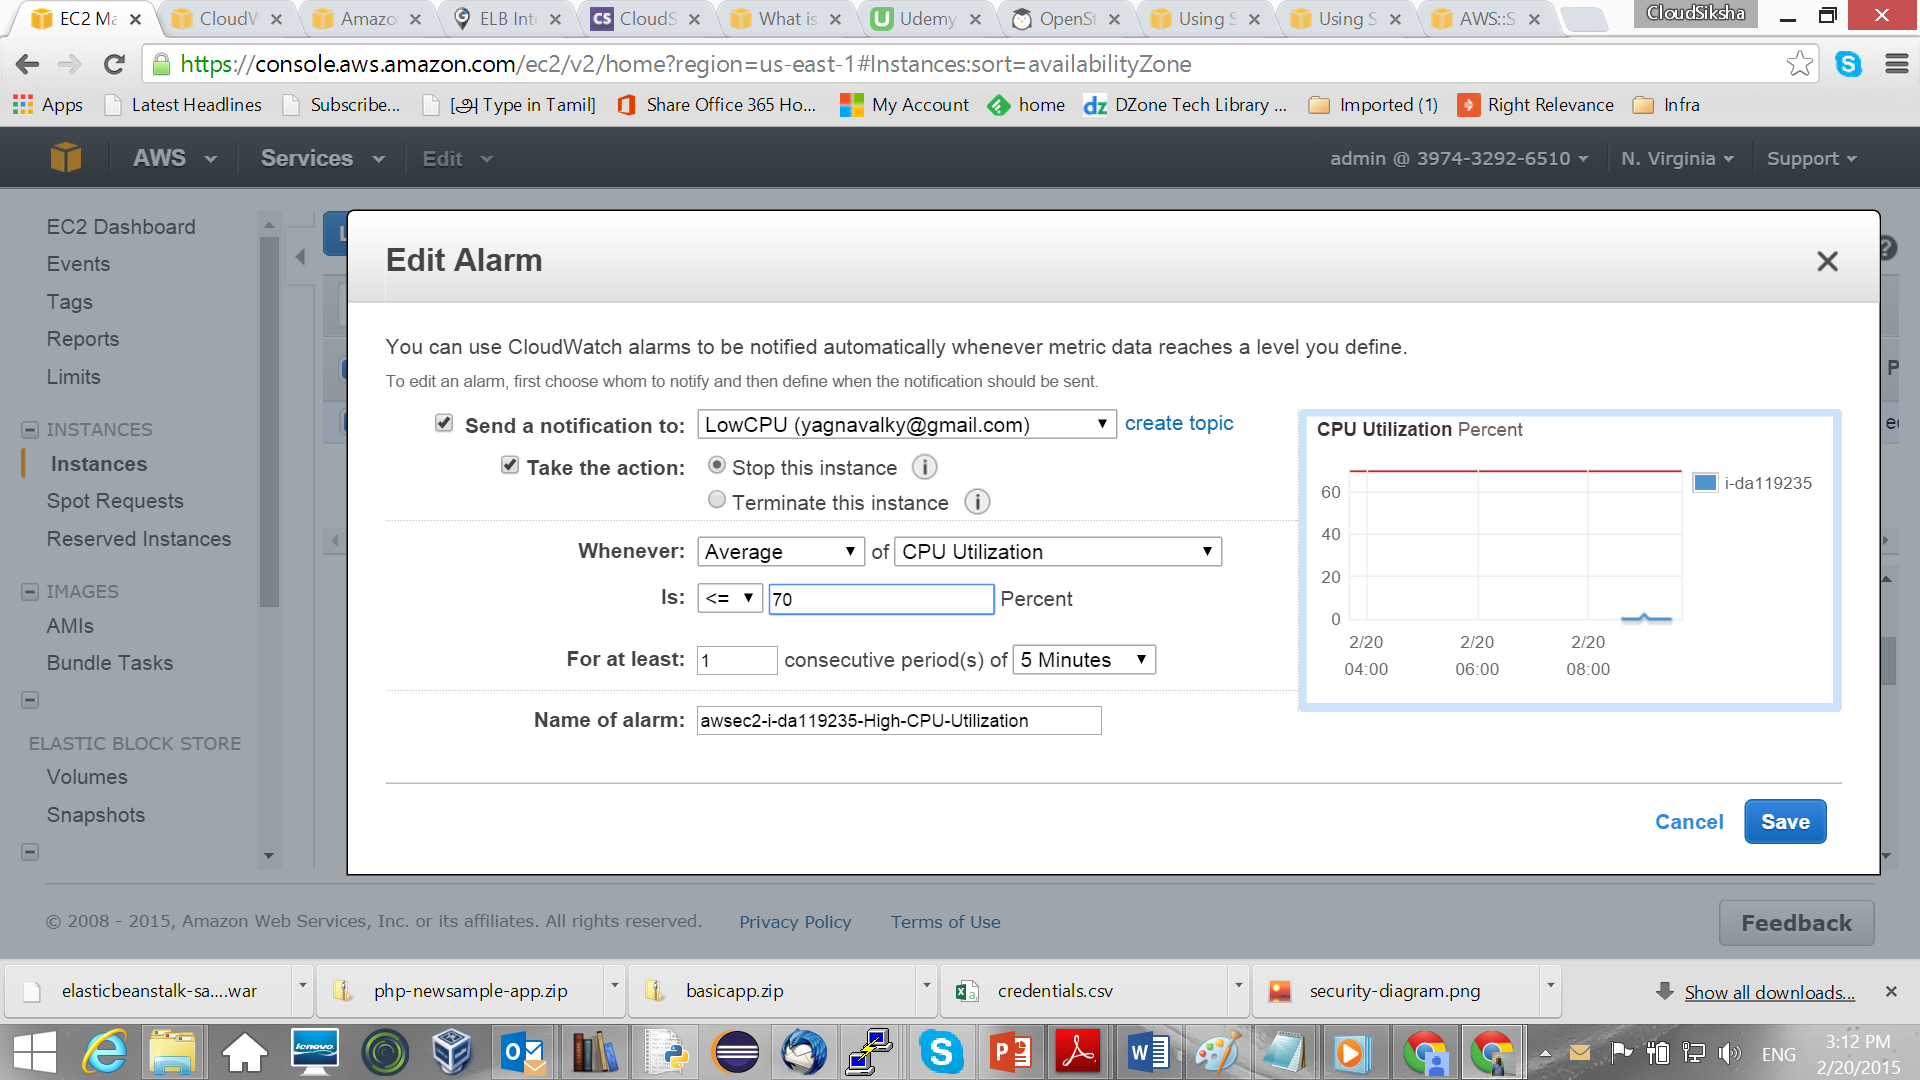 EC2 Ma
CloudW
Amazo
ELB Int
CS CloudS
What is
Udemy
OpenSt
Using S
Using S
AWS::S
CloudSiksha
https://console.aws.amazon.com/ec2/v2/home?region=us-east-1#Instances:sort=availabilityZone
Apps
Latest Headlines
Subscribe...
[அ Type in Tamil]
Share Office 365 Ho...
My Account
home
dz DZone Tech Library ...
Imported (1)
Right Relevance
Infra
AWS
Services
Edit
admin @ 3974-3292-6510
N. Virginia
Support
EC2 Dashboard
Events
Tags
Reports
Limits
INSTANCES
Instances
Spot Requests
Reserved Instances
IMAGES
AMIs
Bundle Tasks
ELASTIC BLOCK STORE
Volumes
Snapshots
Edit Alarm
You can use CloudWatch alarms to be notified automatically whenever metric data reaches a level you define.
To edit an alarm, first choose whom to notify and then define when the notification should be sent.
Send a notification to: LowCPU (yagnavalky@gmail.com) create topic
Take the action: Stop this instance i
Terminate this instance i
Whenever: Average of CPU Utilization
Is: <= 70 Percent
For at least: 1 consecutive period(s) of 5 Minutes
Name of alarm: awsec2-i-da119235-High-CPU-Utilization
CPU Utilization Percent
i-da119235
60
40
20
0
2/20 2/20 2/20
04:00 06:00 08:00
Cancel Save
© 2008 - 2015, Amazon Web Services, Inc. or its affiliates. All rights reserved. Privacy Policy Terms of Use
Feedback
elasticbeanstalk-sa....war
php-newsample-app.zip
basicapp.zip
credentials.csv
security-diagram.png
Show all downloads...
lenovo
ENG
3:12 PM
2/20/2015